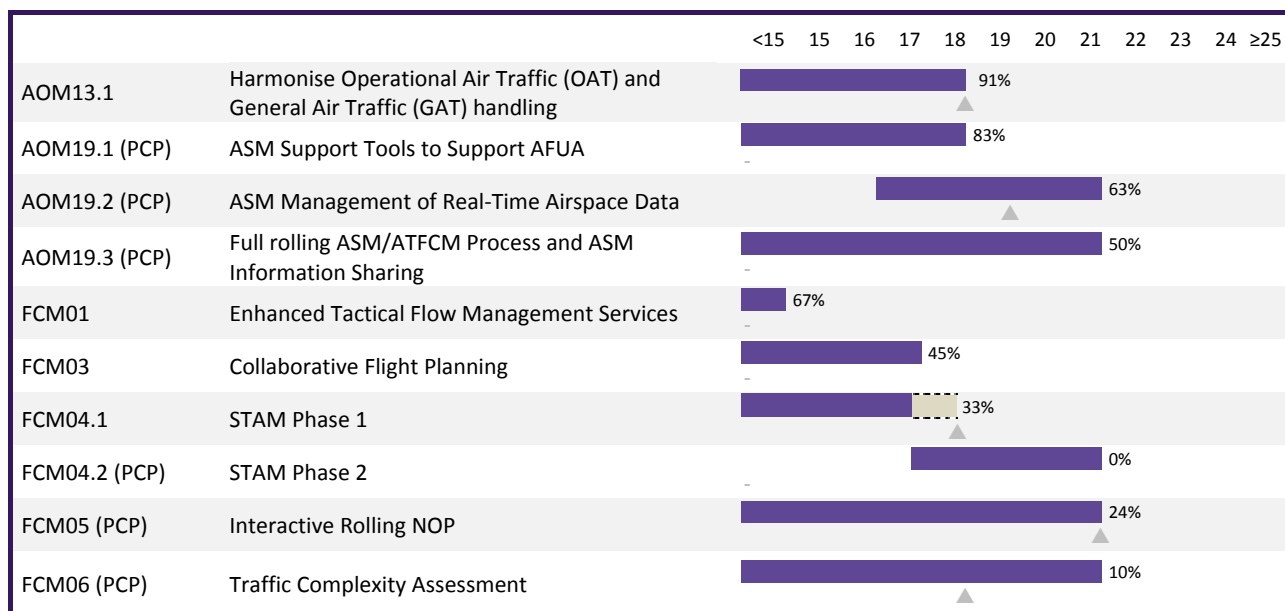 <15 15 16 17 18 19 20 21 22 23 24 ≥25
AOM13.1 Harmonise Operational Air Traffic (OAT) and
General Air Traffic (GAT) handling 91%
AOM19.1 (PCP) ASM Support Tools to Support AFUA 83%
-
AOM19.2 (PCP) ASM Management of Real-Time Airspace Data 63%
AOM19.3 (PCP) Full rolling ASM/ATFCM Process and ASM
Information Sharing 50%
-
FCM01 Enhanced Tactical Flow Management Services 67%
-
FCM03 Collaborative Flight Planning 45%
-
FCM04.1 STAM Phase 1 33%
FCM04.2 (PCP) STAM Phase 2 0%
-
FCM05 (PCP) Interactive Rolling NOP 24%
FCM06 (PCP) Traffic Complexity Assessment 10%